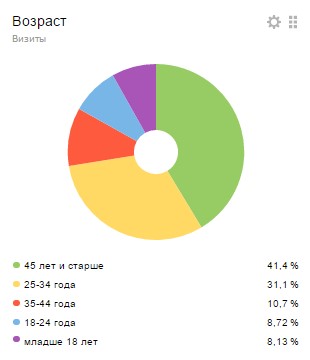 Возраст
Визиты
45 лет и старше 41,4 %
25-34 года 31,1 %
35-44 года 10,7 %
18-24 года 8,72 %
младше 18 лет 8,13 %